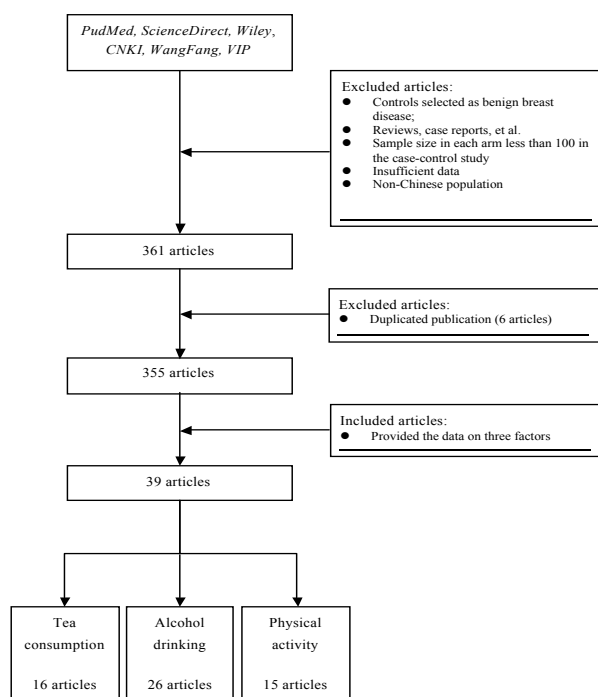 PudMed, ScienceDirect, Wiley,
CNKI, WangFang, VIP
Excluded articles:
● Controls selected as benign breast
disease;
● Reviews, case reports, et al.
● Sample size in each arm less than 100 in
the case-control study
● Insufficient data
● Non-Chinese population
361 articles
Excluded articles:
● Duplicated publication (6 articles)
355 articles
Included articles:
● Provided the data on three factors
39 articles
Tea
consumption
16 articles
Alcohol
drinking
26 articles
Physical
activity
15 articles